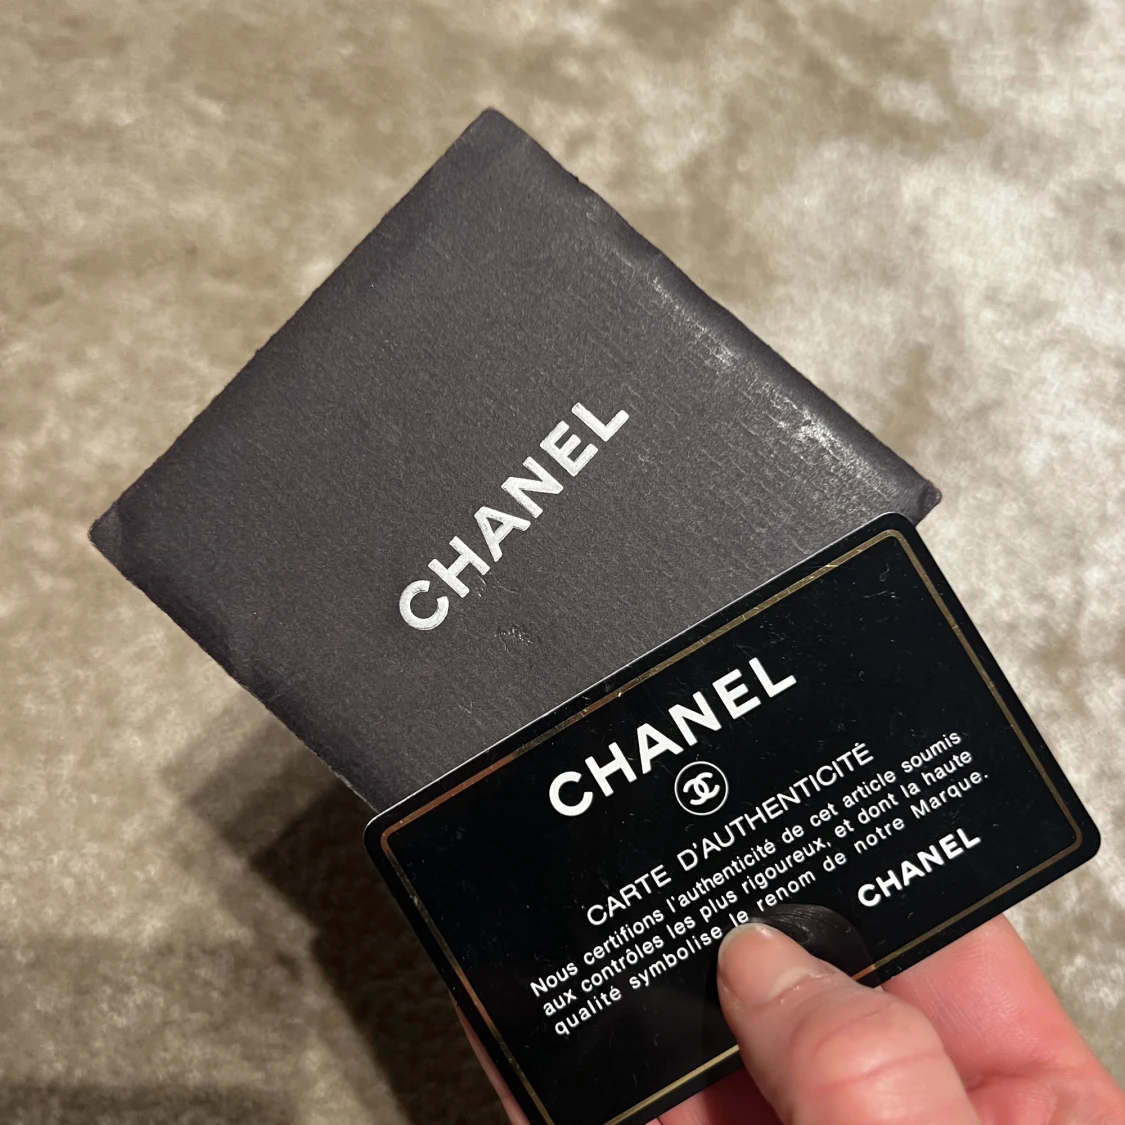 CHANEL
CHANEL
CARTE D'AUTHENTICITÉ
Nous certifions l'authenticité de cet article soumis
aux contrôles les plus rigoureux, et dont la haute
qualité symbolise le renom de notre Marque.
CHANEL